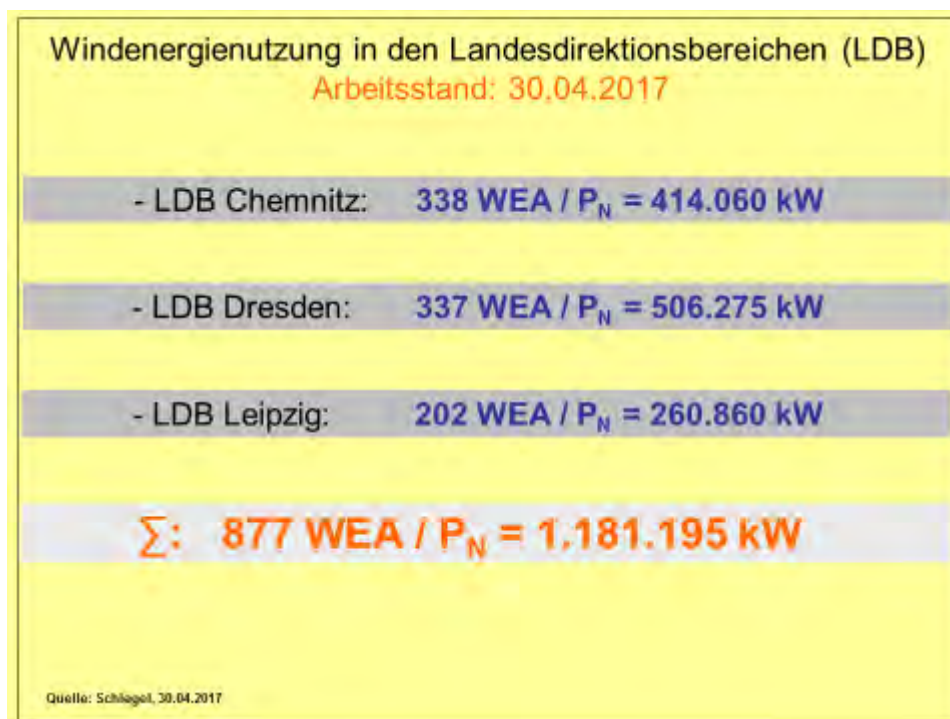 Windenergienutzung in den Landesdirektionsbereichen (LDB)
Arbeitsstand: 30.04.2017
- LDB Chemnitz: 338 WEA / PN = 414.060 kW
- LDB Dresden: 337 WEA / PN = 506.275 kW
- LDB Leipzig: 202 WEA / PN = 260.860 kW
∑: 877 WEA / PN = 1.181.195 kW
Quelle: Schlegel, 30.04.2017